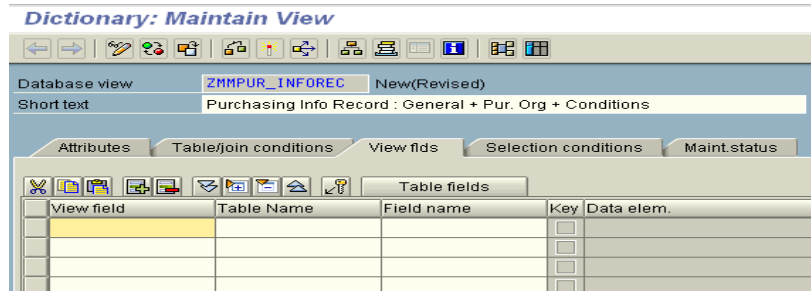 Dictionary: Maintain View
Database view ZMMPUR_INFOREC New(Revised)
Short text Purchasing Info Record : General + Pur. Org + Conditions
Attributes Table/join conditions View flds Selection conditions Maint.status
Table fields
View field Table Name Field name Key Data elem.